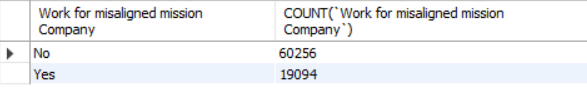 Work for misaligned mission COUNT(`Work for misaligned mission
Company Company`)
No 60256
Yes 19094